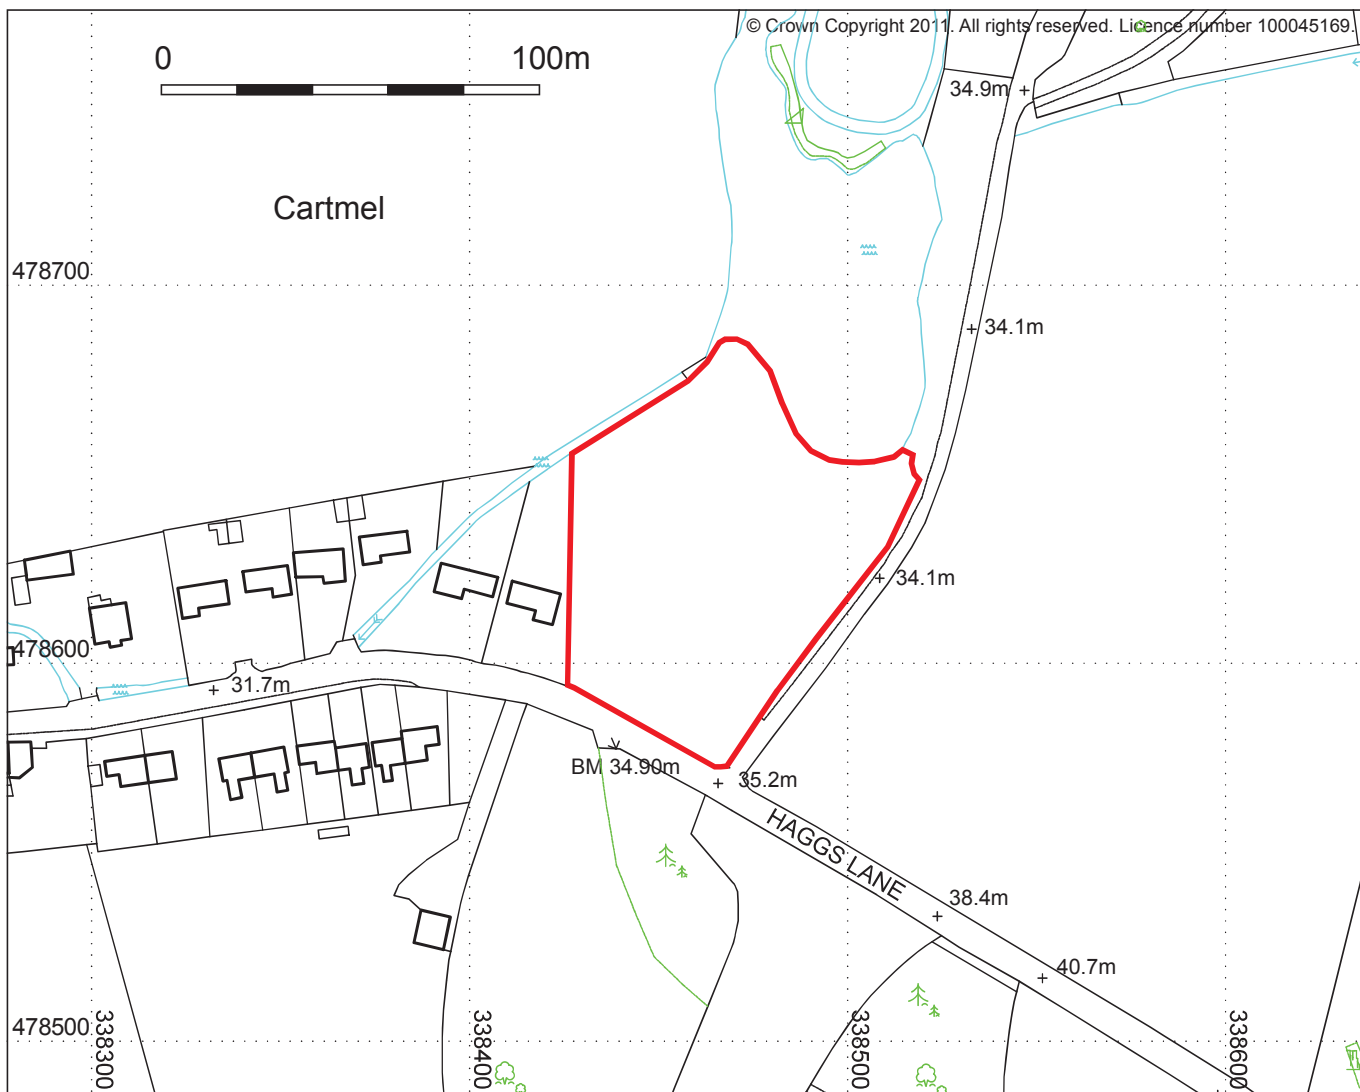 © Crown Copyright 2011. All rights reserved. Licence number 100045169.
0 100m
34.9m
Cartmel
478700
34.1m
34.1m
478600
31.7m
BM 34.90m
35.2m
HAGGS LANE
38.4m
40.7m
478500
338300
338400
338500
338600